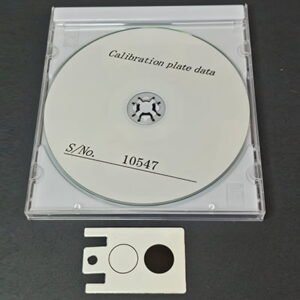 Calibration plate data
S/No. 10547